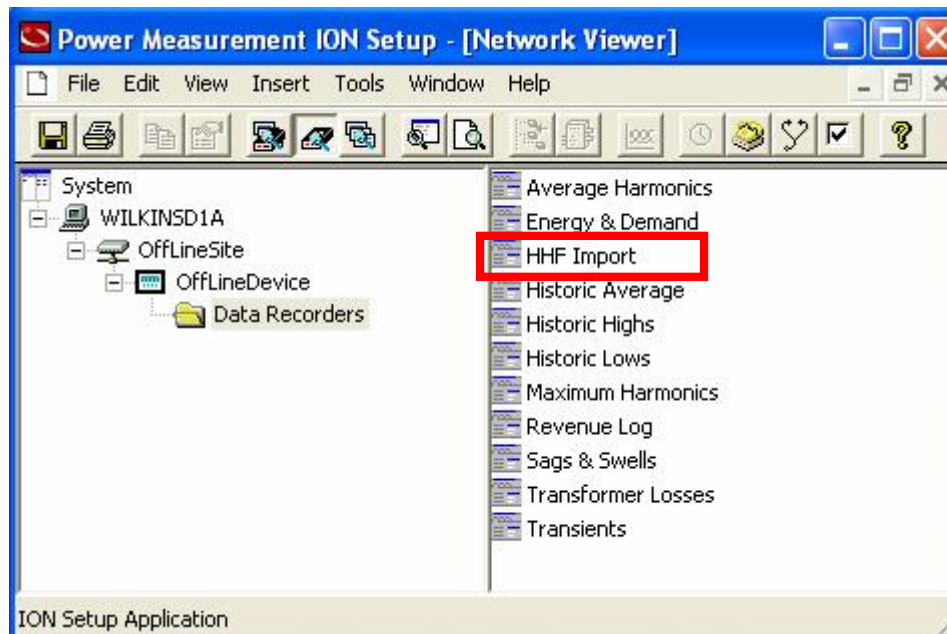 Power Measurement ION Setup - [Network Viewer]
File Edit View Insert Tools Window Help
System
WILKINSD1A
OffLineSite
OffLineDevice
Data Recorders
Average Harmonics
Energy & Demand
HHF Import
Historic Average
Historic Highs
Historic Lows
Maximum Harmonics
Revenue Log
Sags & Swells
Transformer Losses
Transients
ION Setup Application